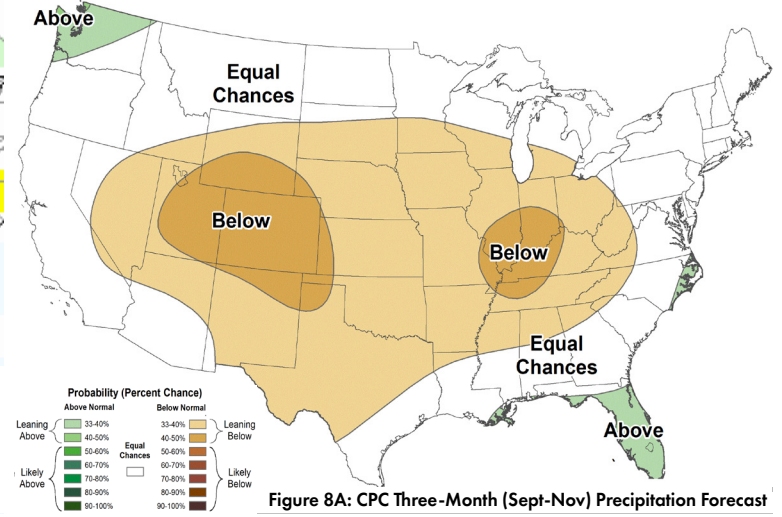 Above
Equal
Chances
Below
Below
Equal
Chances
Above
Probability (Percent Chance)
Above Normal
Below Normal
Leaning
Above
33-40%
40-50%
50-60%
60-70%
70-80%
80-90%
90-100%
Likely
Above
Equal
Chances
33-40%
40-50%
50-60%
60-70%
70-80%
80-90%
90-100%
Leaning
Below
Likely
Below
Figure 8A: CPC Three-Month (Sept-Nov) Precipitation Forecast